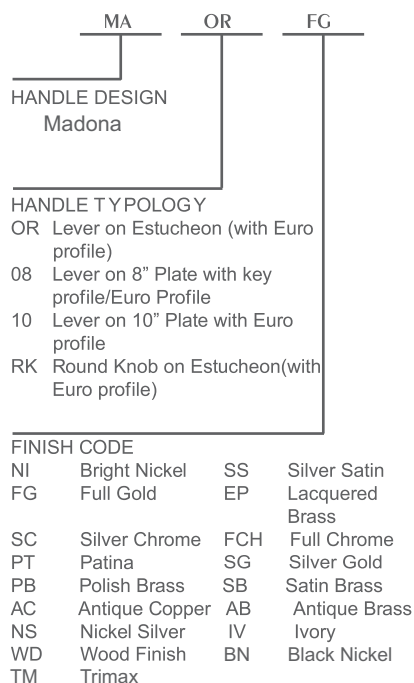 MA OR FG
HANDLE DESIGN
Madona
HANDLE TYPOLOGY
OR Lever on Estucheon (with Euro
profile)
08 Lever on 8” Plate with key
profile/Euro Profile
10 Lever on 10” Plate with Euro
profile
RK Round Knob on Estucheon(with
Euro profile)
FINISH CODE
NI Bright Nickel SS Silver Satin
FG Full Gold EP Lacquered
Brass
SC Silver Chrome FCH Full Chrome
PT Patina SG Silver Gold
PB Polish Brass SB Satin Brass
AC Antique Copper AB Antique Brass
NS Nickel Silver IV Ivory
WD Wood Finish BN Black Nickel
TM Trimax